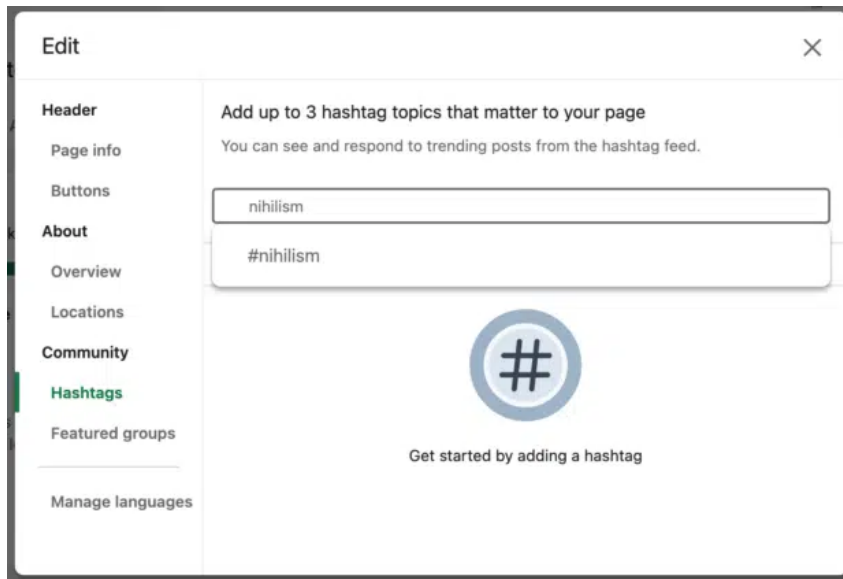 Edit
Header
Page info
Buttons
About
Overview
Locations
Community
Hashtags
Featured groups
Manage languages
Add up to 3 hashtag topics that matter to your page
You can see and respond to trending posts from the hashtag feed.
nihilism
#nihilism
#
Get started by adding a hashtag